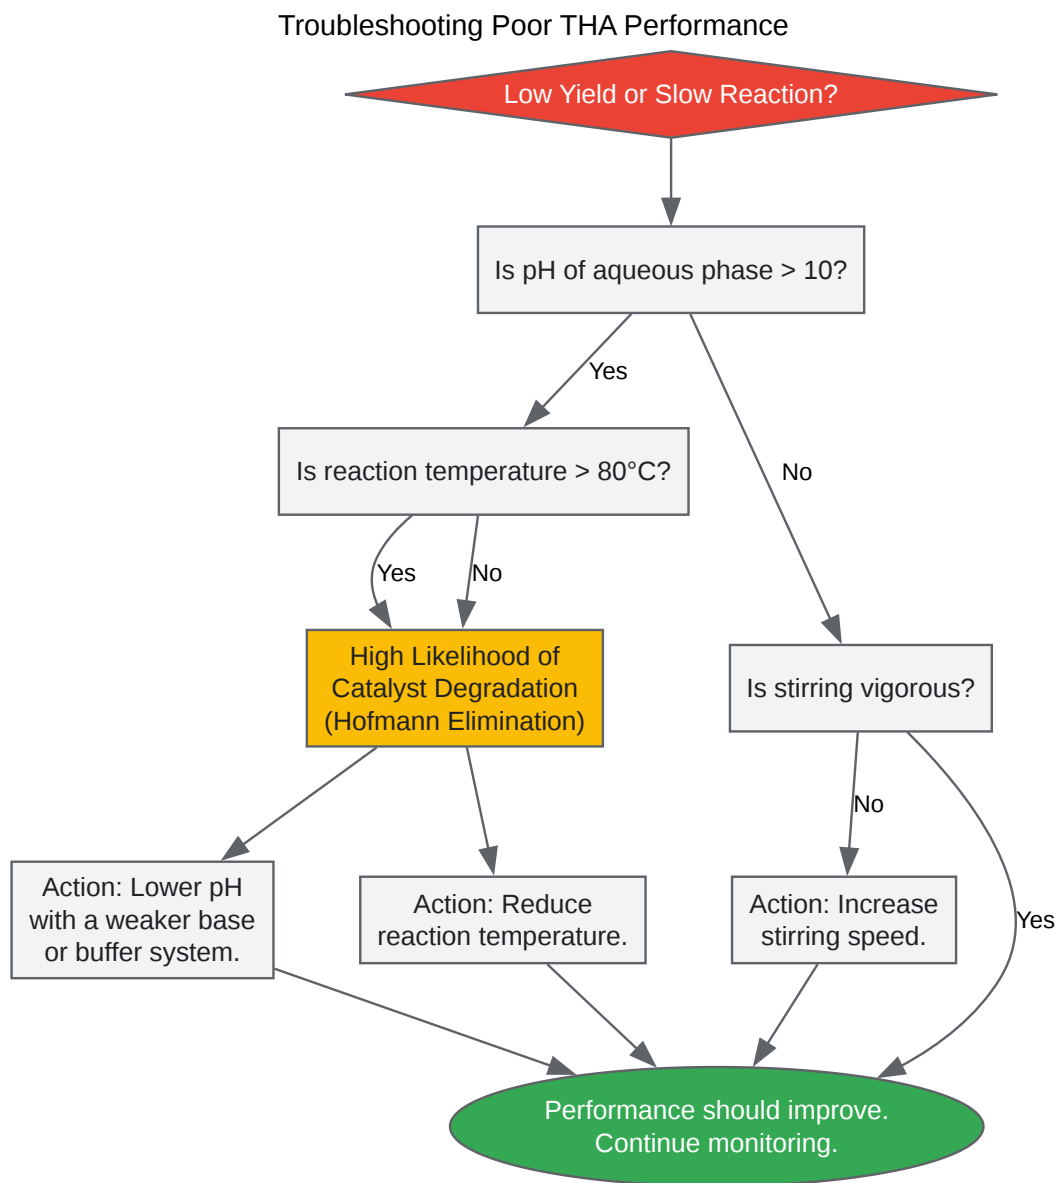 Troubleshooting Poor THA Performance
Low Yield or Slow Reaction?
Is pH of aqueous phase > 10?
Yes
Is reaction temperature > 80°C?
No
Yes
No
High Likelihood of
Catalyst Degradation
(Hofmann Elimination)
Is stirring vigorous?
No
Action: Lower pH
with a weaker base
or buffer system.
Action: Reduce
reaction temperature.
Action: Increase
stirring speed.
Yes
Performance should improve.
Continue monitoring.